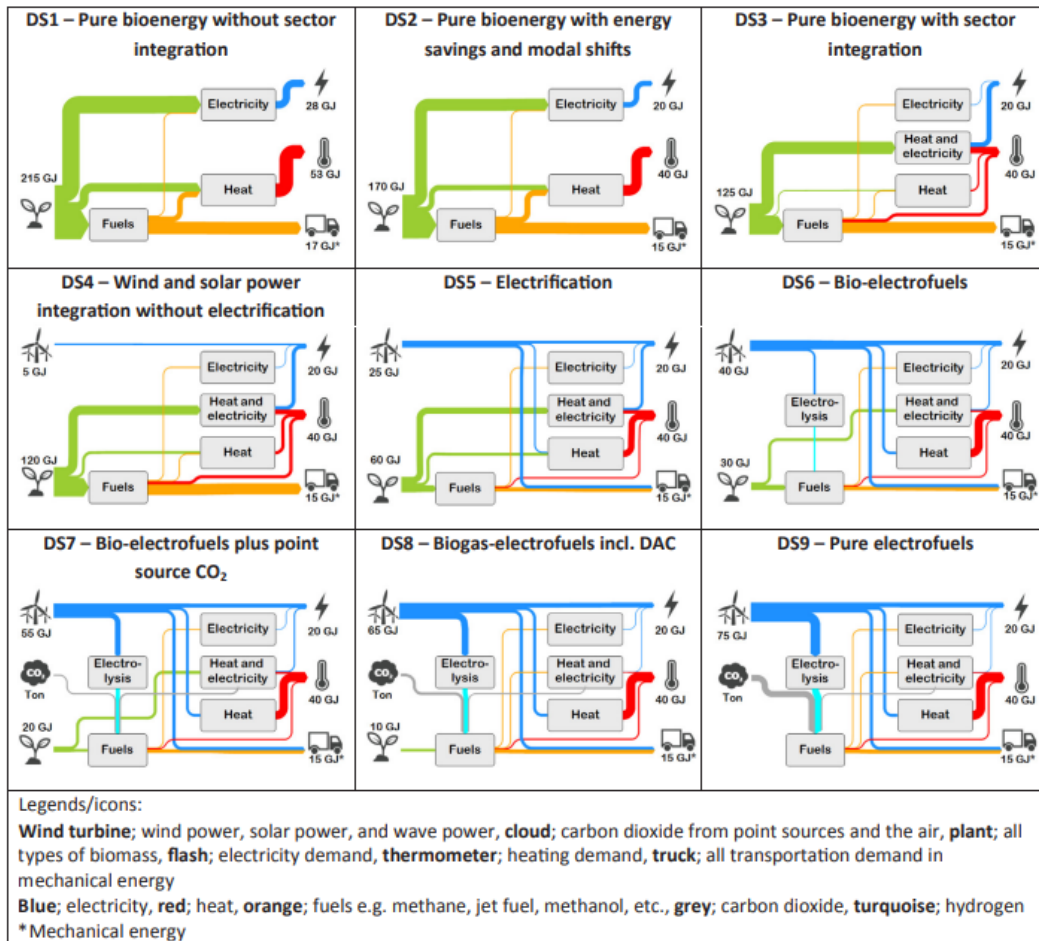 DS1 – Pure bioenergy without sector
integration
Electricity
28 GJ
53 GJ
215 GJ
Heat
Fuels
17 GJ*
DS2 – Pure bioenergy with energy
savings and modal shifts
Electricity
20 GJ
40 GJ
170 GJ
Heat
Fuels
15 GJ*
DS3 – Pure bioenergy with sector
integration
Electricity
20 GJ
Heat and
electricity
40 GJ
125 GJ
Heat
Fuels
15 GJ*
DS4 – Wind and solar power
integration without electrification
5 GJ
Electricity
20 GJ
Heat and
electricity
40 GJ
120 GJ
Heat
Fuels
15 GJ*
DS5 – Electrification
25 GJ
Electricity
20 GJ
Heat and
electricity
40 GJ
60 GJ
Heat
Fuels
15 GJ*
DS6 – Bio-electrofuels
40 GJ
Electricity
20 GJ
Electro-
lysis
Heat and
electricity
40 GJ
30 GJ
Heat
Fuels
15 GJ*
DS7 – Bio-electrofuels plus point
source CO₂
55 GJ
Electricity
20 GJ
CO₂
Ton
Electro-
lysis
Heat and
electricity
40 GJ
20 GJ
Heat
Fuels
15 GJ*
DS8 – Biogas-electrofuels incl. DAC
65 GJ
Electricity
20 GJ
CO₂
Ton
Electro-
lysis
Heat and
electricity
40 GJ
10 GJ
Heat
Fuels
15 GJ*
DS9 – Pure electrofuels
75 GJ
Electricity
20 GJ
CO₂
Ton
Electro-
lysis
Heat and
electricity
40 GJ
Heat
Fuels
15 GJ*
Legends/icons:
Wind turbine; wind power, solar power, and wave power, cloud; carbon dioxide from point sources and the air, plant; all
types of biomass, flash; electricity demand, thermometer; heating demand, truck; all transportation demand in
mechanical energy
Blue; electricity, red; heat, orange; fuels e.g. methane, jet fuel, methanol, etc., grey; carbon dioxide, turquoise; hydrogen
*Mechanical energy